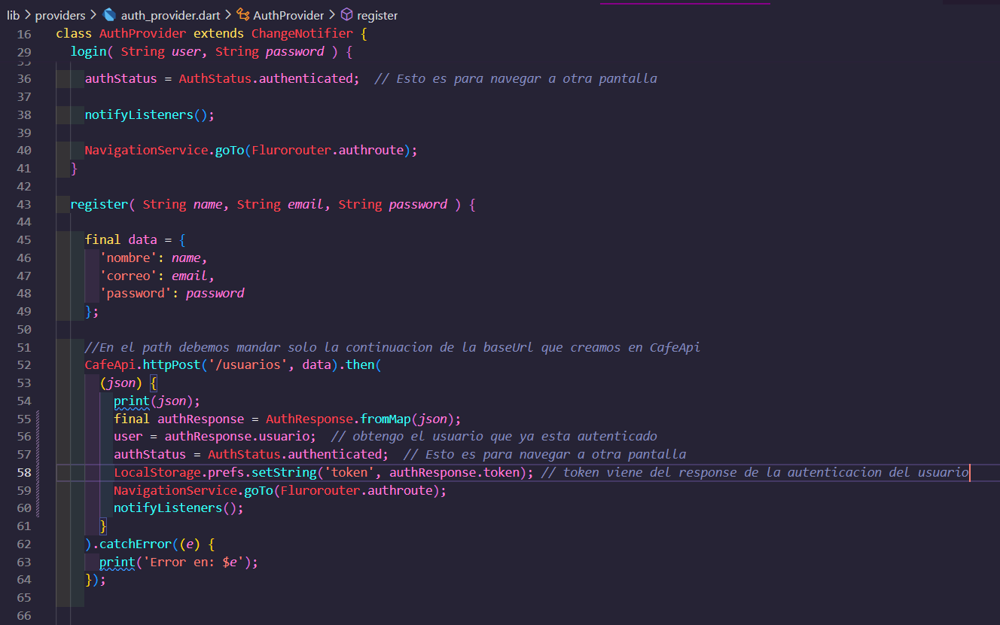 lib > providers > auth_provider.dart > AuthProvider > register
16 class AuthProvider extends ChangeNotifier {
29 login( String user, String password ) {
36 authStatus = AuthStatus.authenticated;  // Esto es para navegar a otra pantalla
37
38 notifyListeners();
39
40 NavigationService.goTo(Flurorouter.authroute);
41 }
42
43 register( String name, String email, String password ) {
44
45 final data = {
46 'nombre': name,
47 'correo': email,
48 'password': password
49 };
50
51 //En el path debemos mandar solo la continuacion de la baseUrl que creamos en CafeApi
52 CafeApi.httpPost('/usuarios', data).then(
53 (json) {
54 print(json);
55 final authResponse = AuthResponse.fromMap(json);
56 user = authResponse.usuario;  // obtengo el usuario que ya esta autenticado
57 authStatus = AuthStatus.authenticated;  // Esto es para navegar a otra pantalla
58 LocalStorage.prefs.setString('token', authResponse.token); // token viene del response de la autenticacion del usuario
59 NavigationService.goTo(Flurorouter.authroute);
60 notifyListeners();
61 }
62 ).catchError((e) {
63 print('Error en: $e');
64 });
65
66